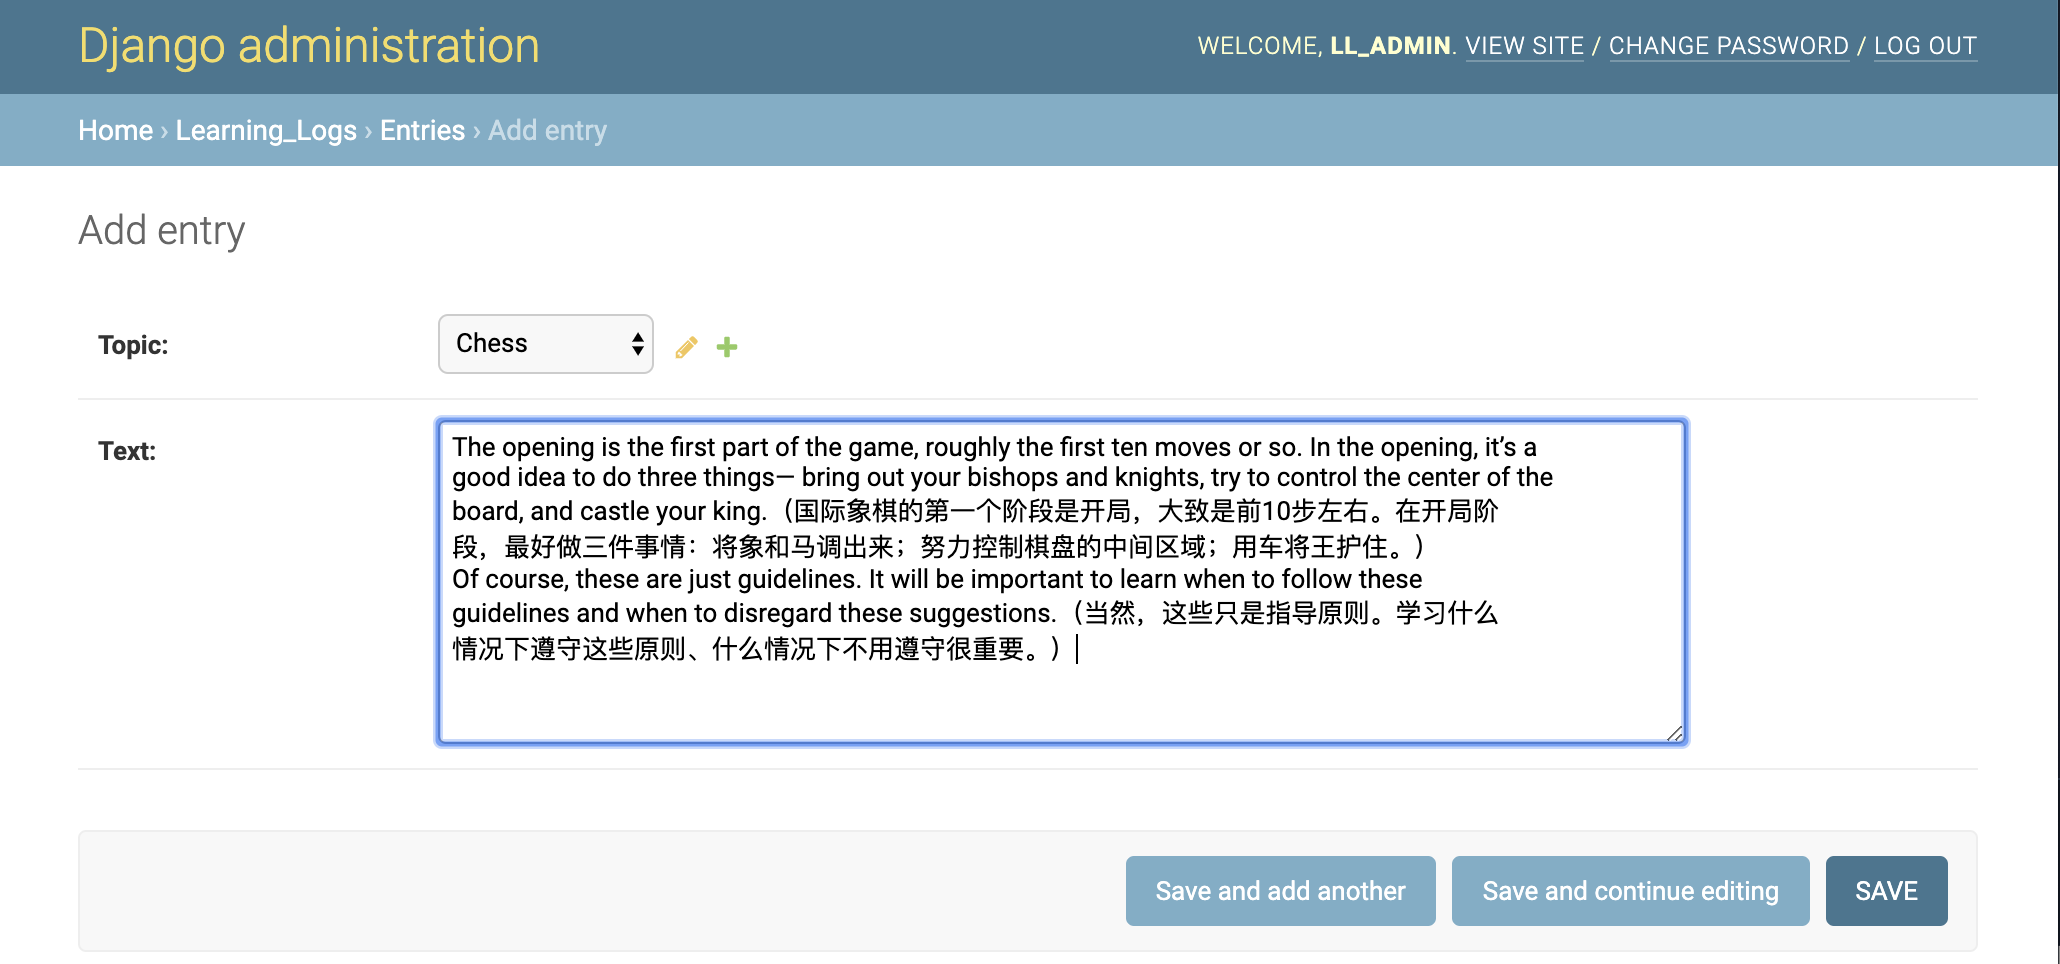 Django administration
WELCOME, LL_ADMIN. VIEW SITE / CHANGE PASSWORD / LOG OUT
Home › Learning_Logs › Entries › Add entry
Add entry
Topic:
Chess
Text:
The opening is the first part of the game, roughly the first ten moves or so. In the opening, it’s a
good idea to do three things— bring out your bishops and knights, try to control the center of the
board, and castle your king.（国际象棋的第一个阶段是开局，大致是前10步左右。在开局阶
段，最好做三件事情：将象和马调出来；努力控制棋盘的中间区域；用车将王护住。）
Of course, these are just guidelines. It will be important to learn when to follow these
guidelines and when to disregard these suggestions.（当然，这些只是指导原则。学习什么
情况下遵守这些原则、什么情况下不用遵守很重要。）
Save and add another
Save and continue editing
SAVE